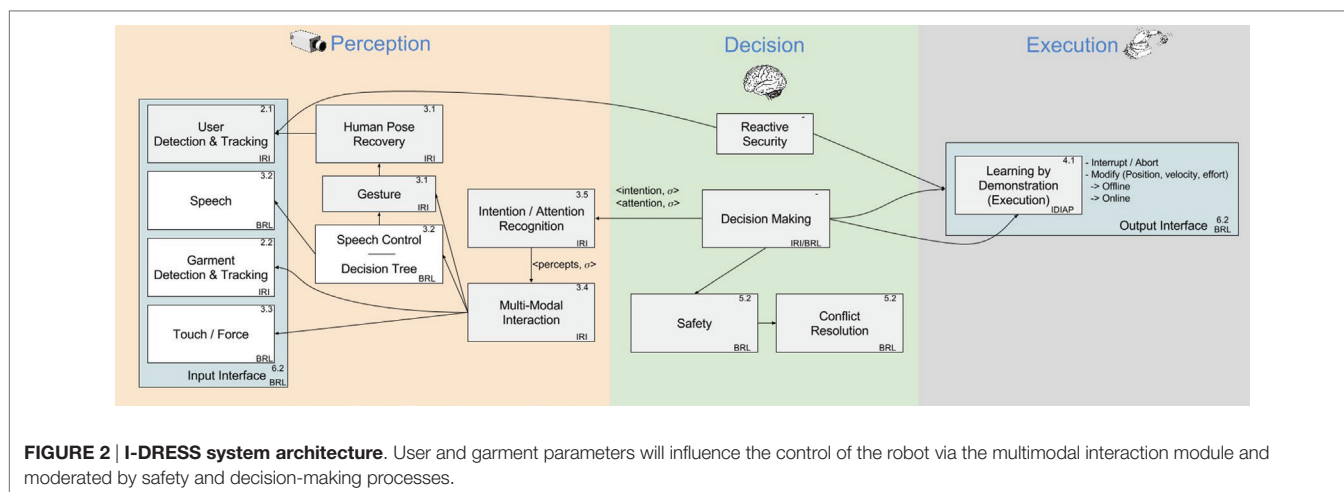 Perception
Decision
Execution
2.1
User
Detection & Tracking
IRI
3.2
Speech
BRL
2.2
Garment
Detection & Tracking
IRI
3.3
Touch / Force
BRL
Input Interface
6.2
BRL
3.1
Human Pose
Recovery
IRI
3.1
Gesture
IRI
3.2
Speech Control
Decision Tree
BRL
3.5
Intention / Attention
Recognition
IRI
<percepts, σ>
3.4
Multi-Modal
Interaction
IRI
<intention, σ>
<attention, σ>
-
Reactive
Security
-
Decision Making
IRI/BRL
5.2
Safety
BRL
5.2
Conflict
Resolution
BRL
4.1
Learning by
Demonstration
(Execution)
IDIAP
- Interrupt / Abort
- Modify (Position, velocity, effort)
-> Offline
-> Online
Output Interface
6.2
BRL
FIGURE 2 | I-DRESS system architecture. User and garment parameters will influence the control of the robot via the multimodal interaction module and
moderated by safety and decision-making processes.